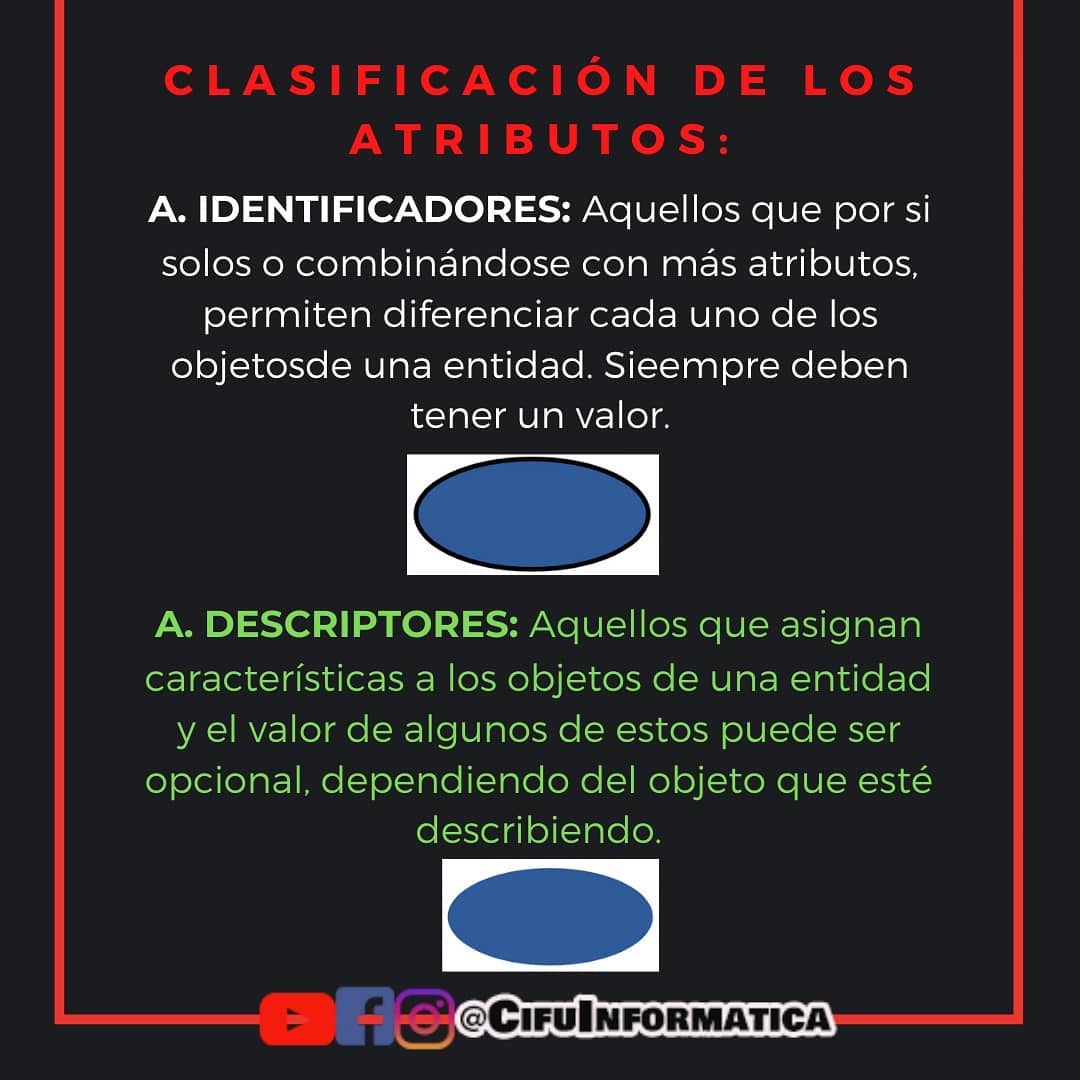 CLASIFICACIÓN DE LOS
ATRIBUTOS:
A. IDENTIFICADORES: Aquellos que por si
solos o combinándose con más atributos,
permiten diferenciar cada uno de los
objetosde una entidad. Sieempre deben
tener un valor.
A. DESCRIPTORES: Aquellos que asignan
características a los objetos de una entidad
y el valor de algunos de estos puede ser
opcional, dependiendo del objeto que esté
describiendo.
@CIFUINFORMATICA